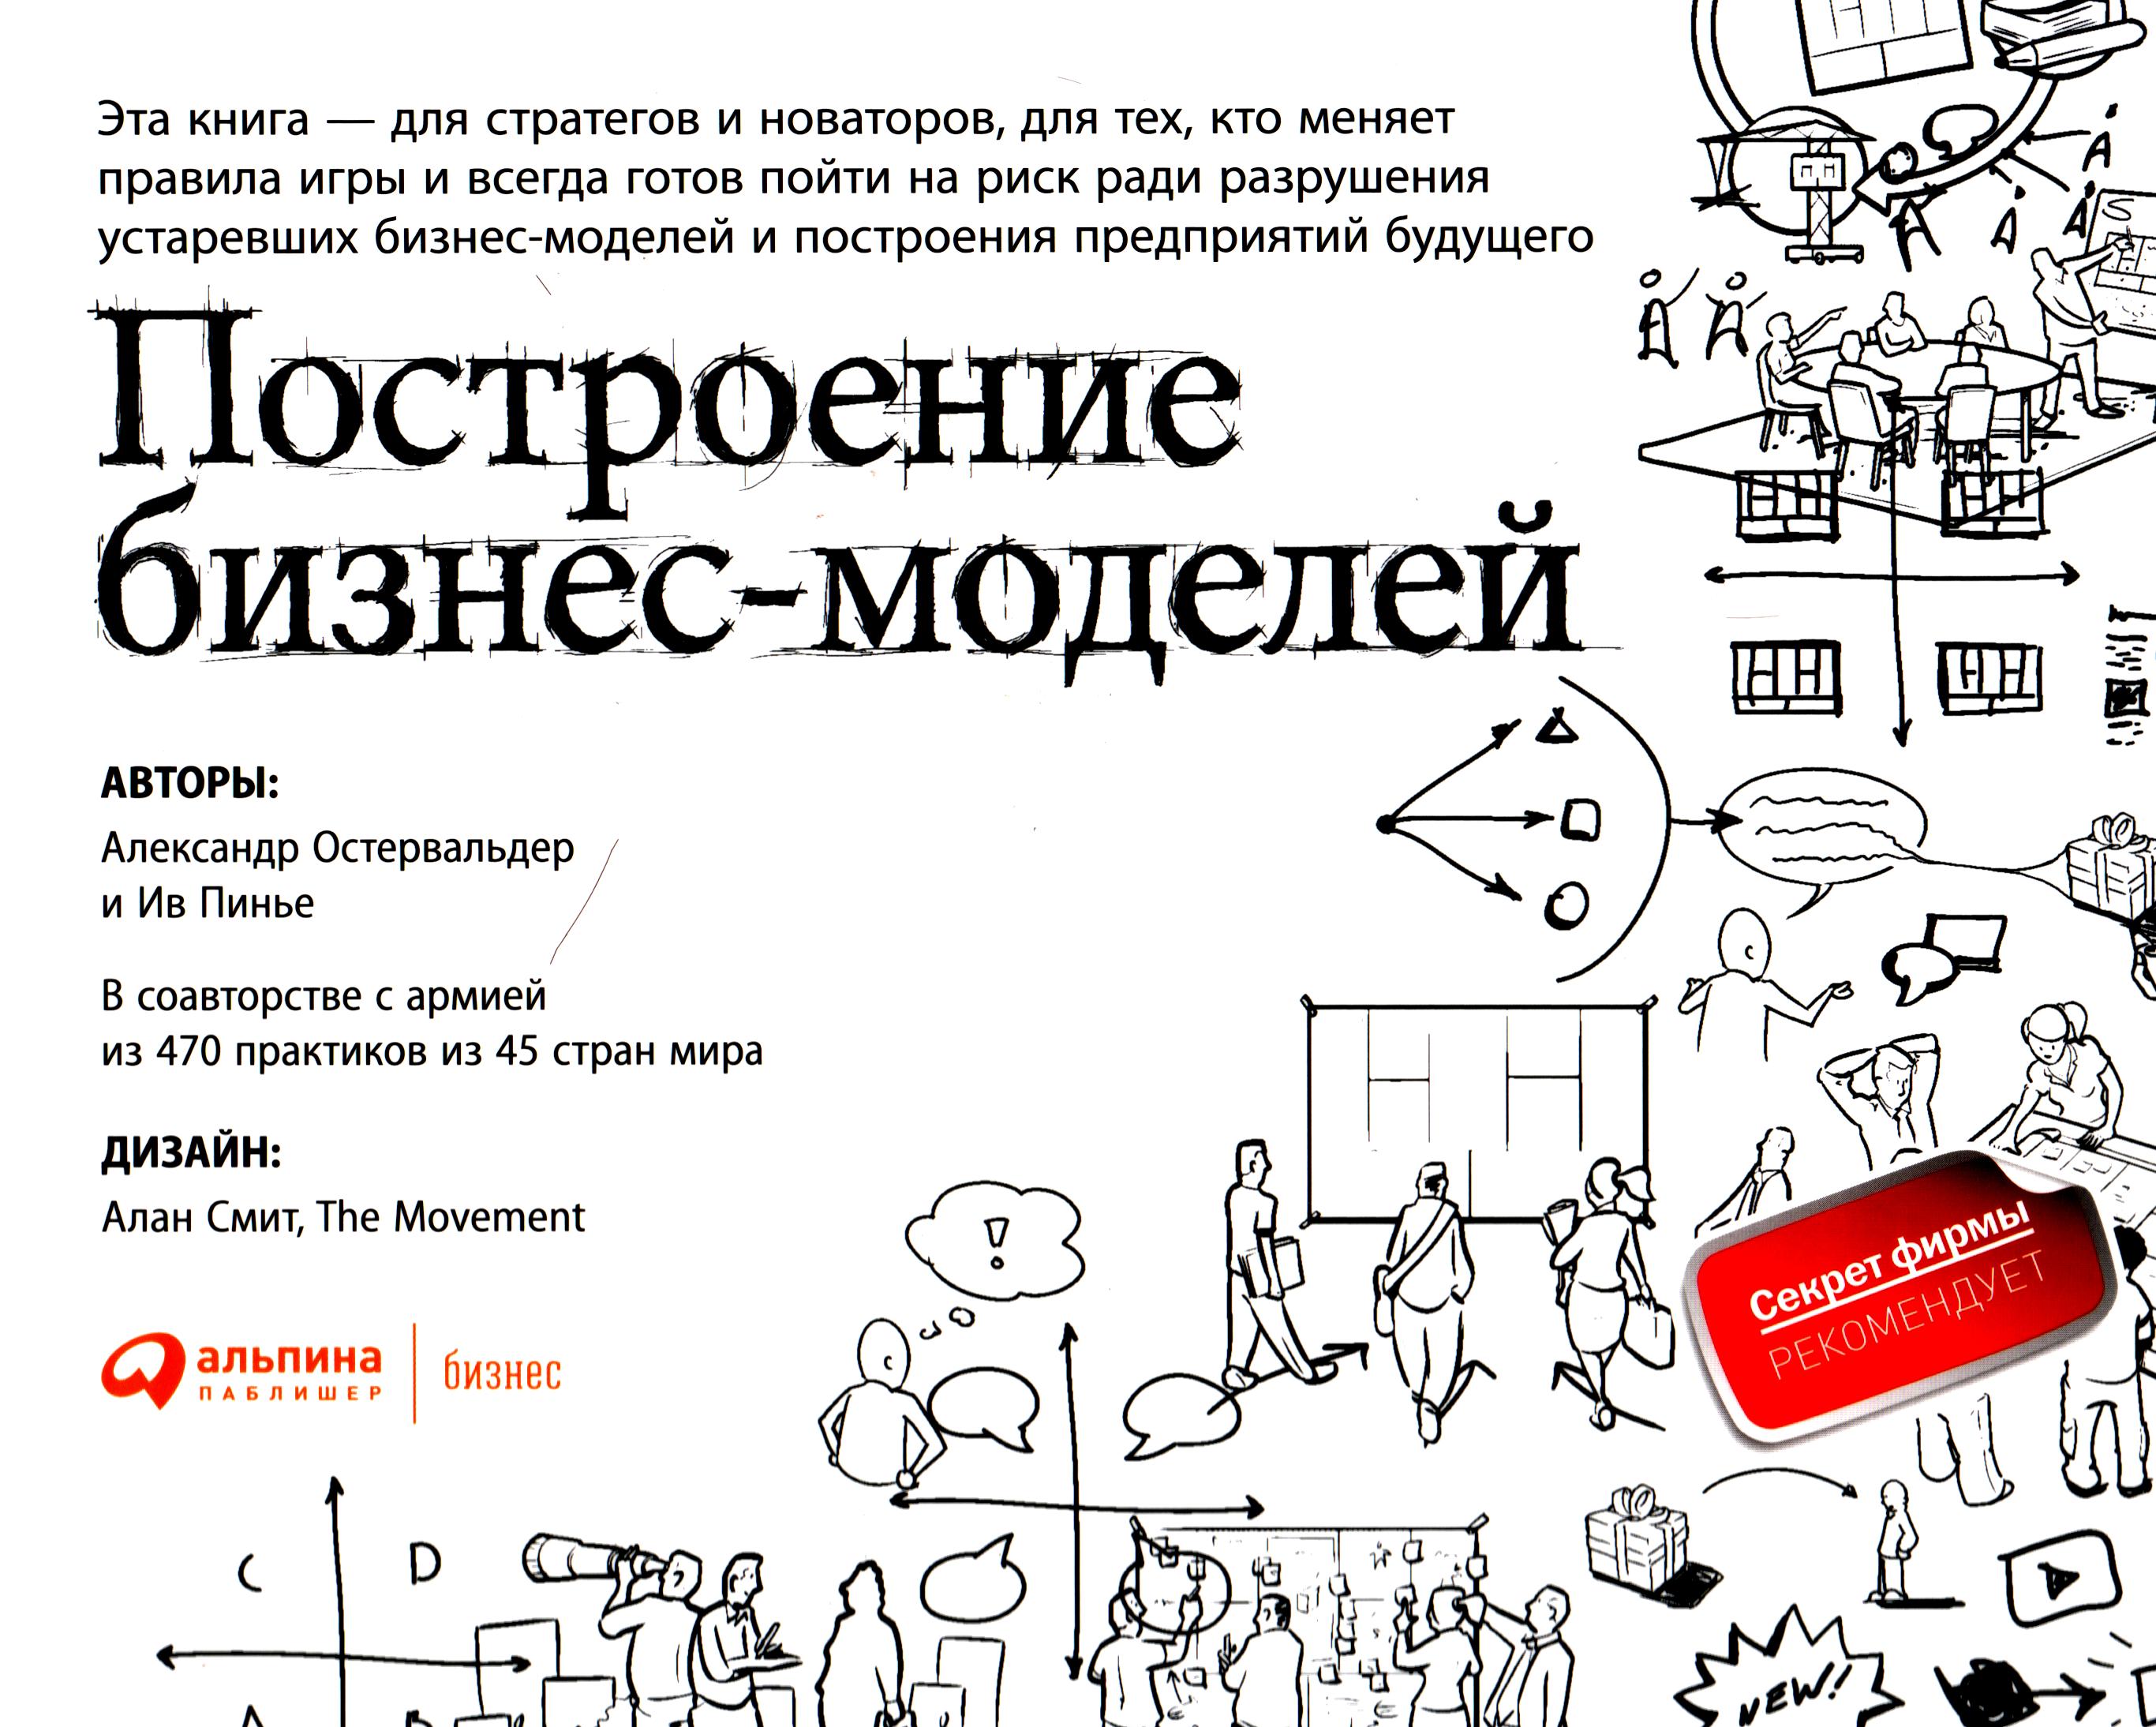 Эта книга — для стратегов и новаторов, для тех, кто меняет
правила игры и всегда готов пойти на риск ради разрушения
устаревших бизнес-моделей и построения предприятий будущего
Построение
бизнес-моделей
АВТОРЫ:
Александр Остервальдер
и Ив Пинье
В соавторстве с армией
из 470 практиков из 45 стран мира
ДИЗАЙН:
Алан Смит, The Movement
Секрет фирмы
РЕКОМЕНДУЕТ
альпина
ПАБЛИШЕР
бизнес
!
C D
NEW!